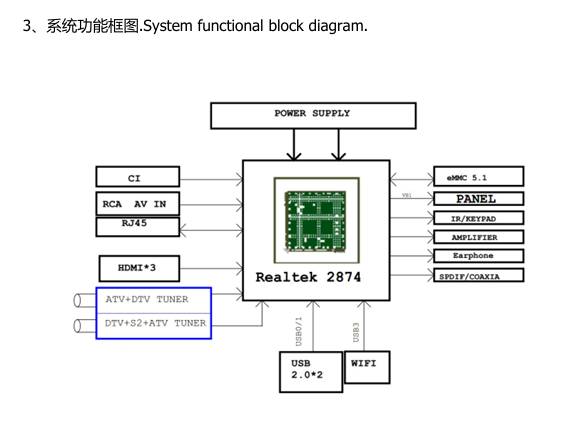 3、系统功能框图.System functional block diagram.
POWER SUPPLY
CI
RCA AV IN
RJ45
HDMI*3
ATV+DTV TUNER
DTV+S2+ATV TUNER
Realtek 2874
eMMC 5.1
VB1
PANEL
IR/KEYPAD
AMPLIFIER
Earphone
SPDIF/COAXIA
USB0/1
USB3
USB
2.0*2
WIFI